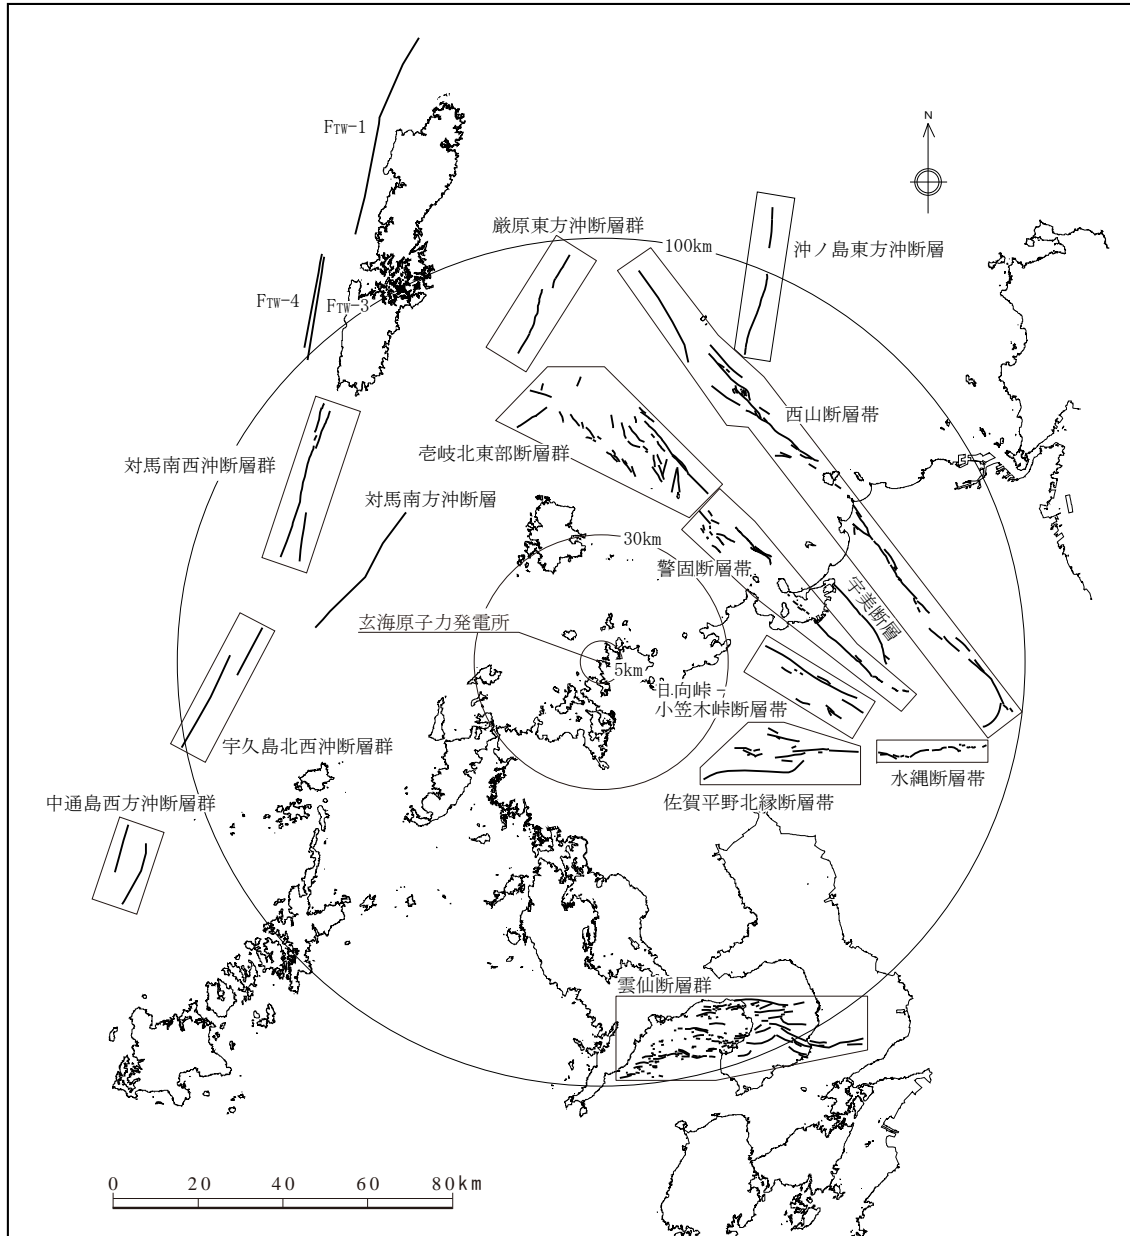 N
FTW-1
厳原東方沖断層群
100km
沖ノ島東方沖断層
FTW-4
FTW-3
西山断層帯
対馬南西沖断層群
壱岐北東部断層群
対馬南方沖断層
30km
警固断層帯
宇美断層
玄海原子力発電所
5km
日向峠-
小笠木峠断層帯
宇久島北西沖断層群
水縄断層帯
中通島西方沖断層群
佐賀平野北縁断層帯
雲仙断層群
0 20 40 60 80km